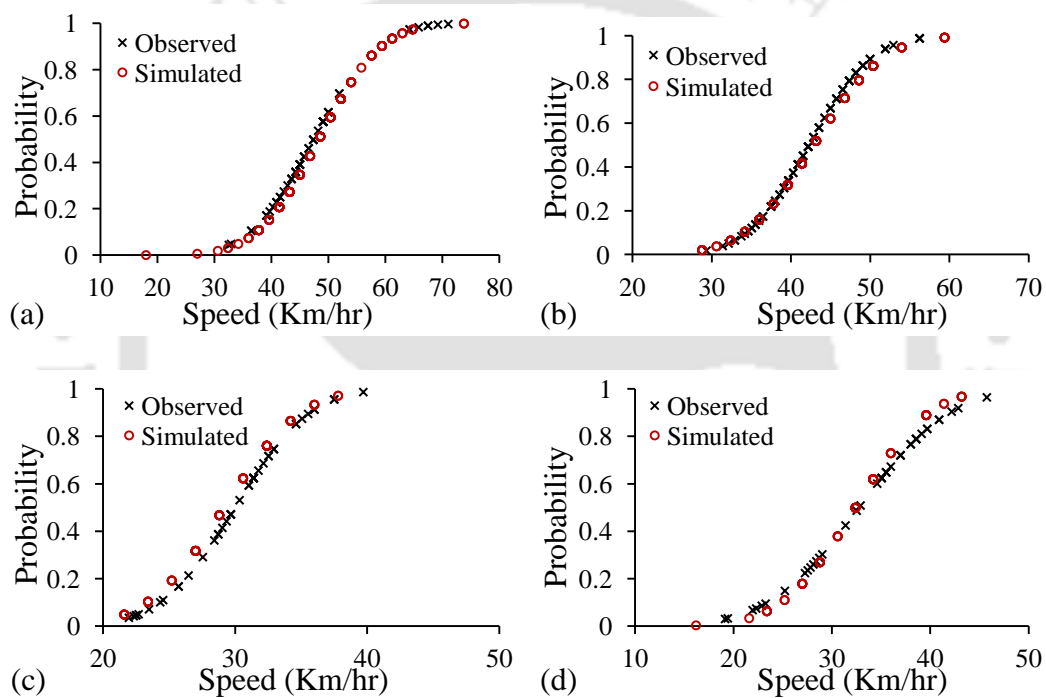 × Observed
○ Simulated
Probability
1
0.8
0.6
0.4
0.2
0
10 20 30 40 50 60 70 80
Speed (Km/hr)
(a)
× Observed
○ Simulated
Probability
1
0.8
0.6
0.4
0.2
0
20 30 40 50 60 70
Speed (Km/hr)
(b)
× Observed
○ Simulated
Probability
1
0.8
0.6
0.4
0.2
0
20 30 40 50
Speed (Km/hr)
(c)
× Observed
○ Simulated
Probability
1
0.8
0.6
0.4
0.2
0
10 20 30 40 50
Speed (Km/hr)
(d)